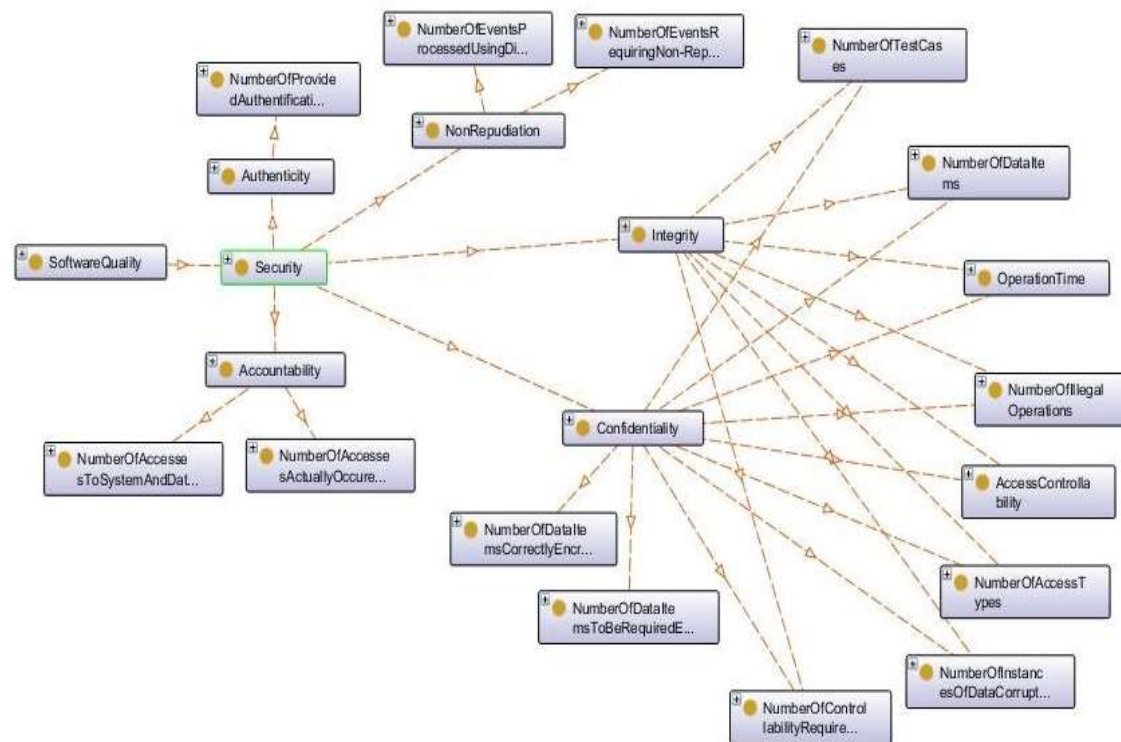 NumberOfEventsP
rocessedUsingDi...
NumberOfEventsR
equiringNon-Rep...
NumberOfTestCas
es
NumberOfProvide
dAuthentificati...
NonRepudiation
Authenticity
NumberOfDataIte
ms
Integrity
SoftwareQuality
Security
OperationTime
Accountability
NumberOfIllegal
Operations
Confidentiality
NumberOfAccesse
sToSystemAndDat...
NumberOfAccesse
sActuallyOccure...
AccessControlla
bility
NumberOfDataIte
msCorrectlyEncr...
NumberOfAccessT
ypes
NumberOfDataIte
msToBeRequiredE...
NumberOfInstanc
esOfDataCorrupt...
NumberOfControl
labilityRequire...